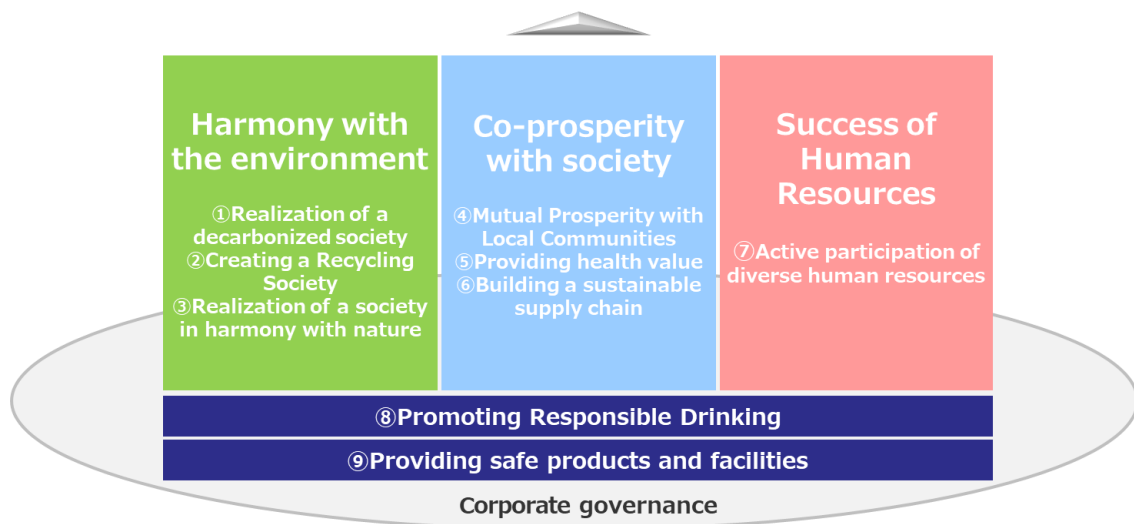 Harmony with
the environment
①Realization of a
decarbonized society
②Creating a Recycling
Society
③Realization of a society
in harmony with nature
Co-prosperity
with society
④Mutual Prosperity with
Local Communities
⑤Providing health value
⑥Building a sustainable
supply chain
Success of
Human
Resources
⑦Active participation of
diverse human resources
⑧Promoting Responsible Drinking
⑨Providing safe products and facilities
Corporate governance